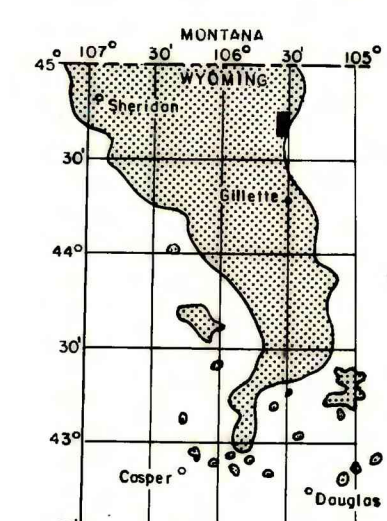 MONTANA
° 107° 30' 106° 30' 105°
45
WYOMING
Sheridan
30'
Gillette
44°
30'
43°
Casper
Douglas